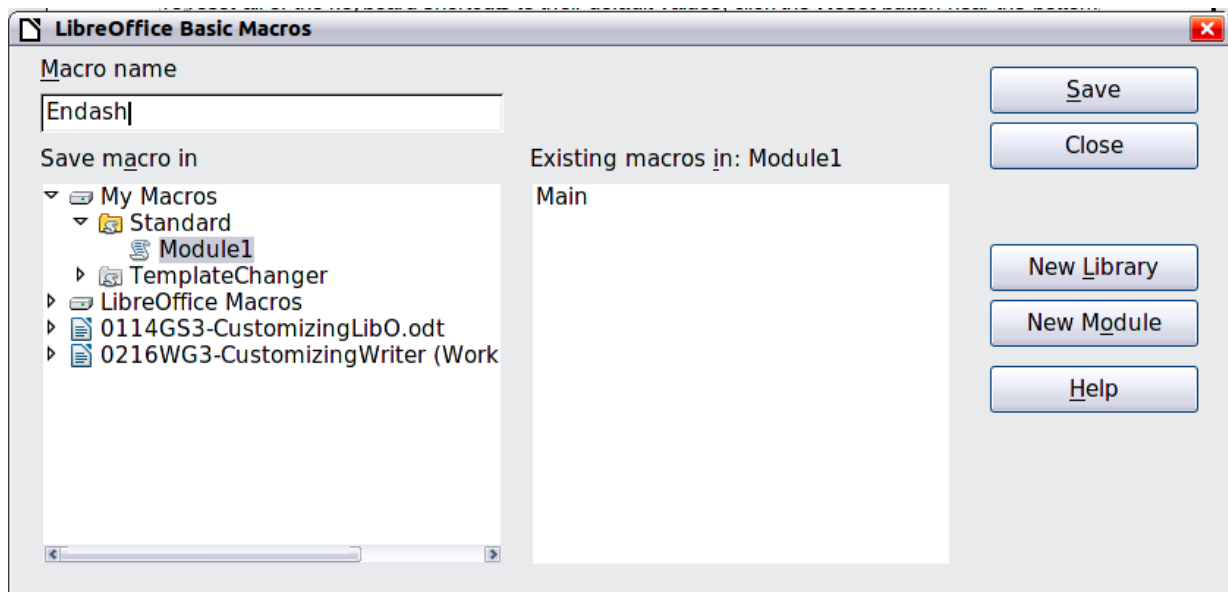 LibreOffice Basic Macros
Macro name
Endash
Save macro in
My Macros
Standard
Module1
TemplateChanger
LibreOffice Macros
0114GS3-CustomizingLibO.odt
0216WG3-CustomizingWriter (Work
Existing macros in: Module1
Main
Save
Close
New Library
New Module
Help